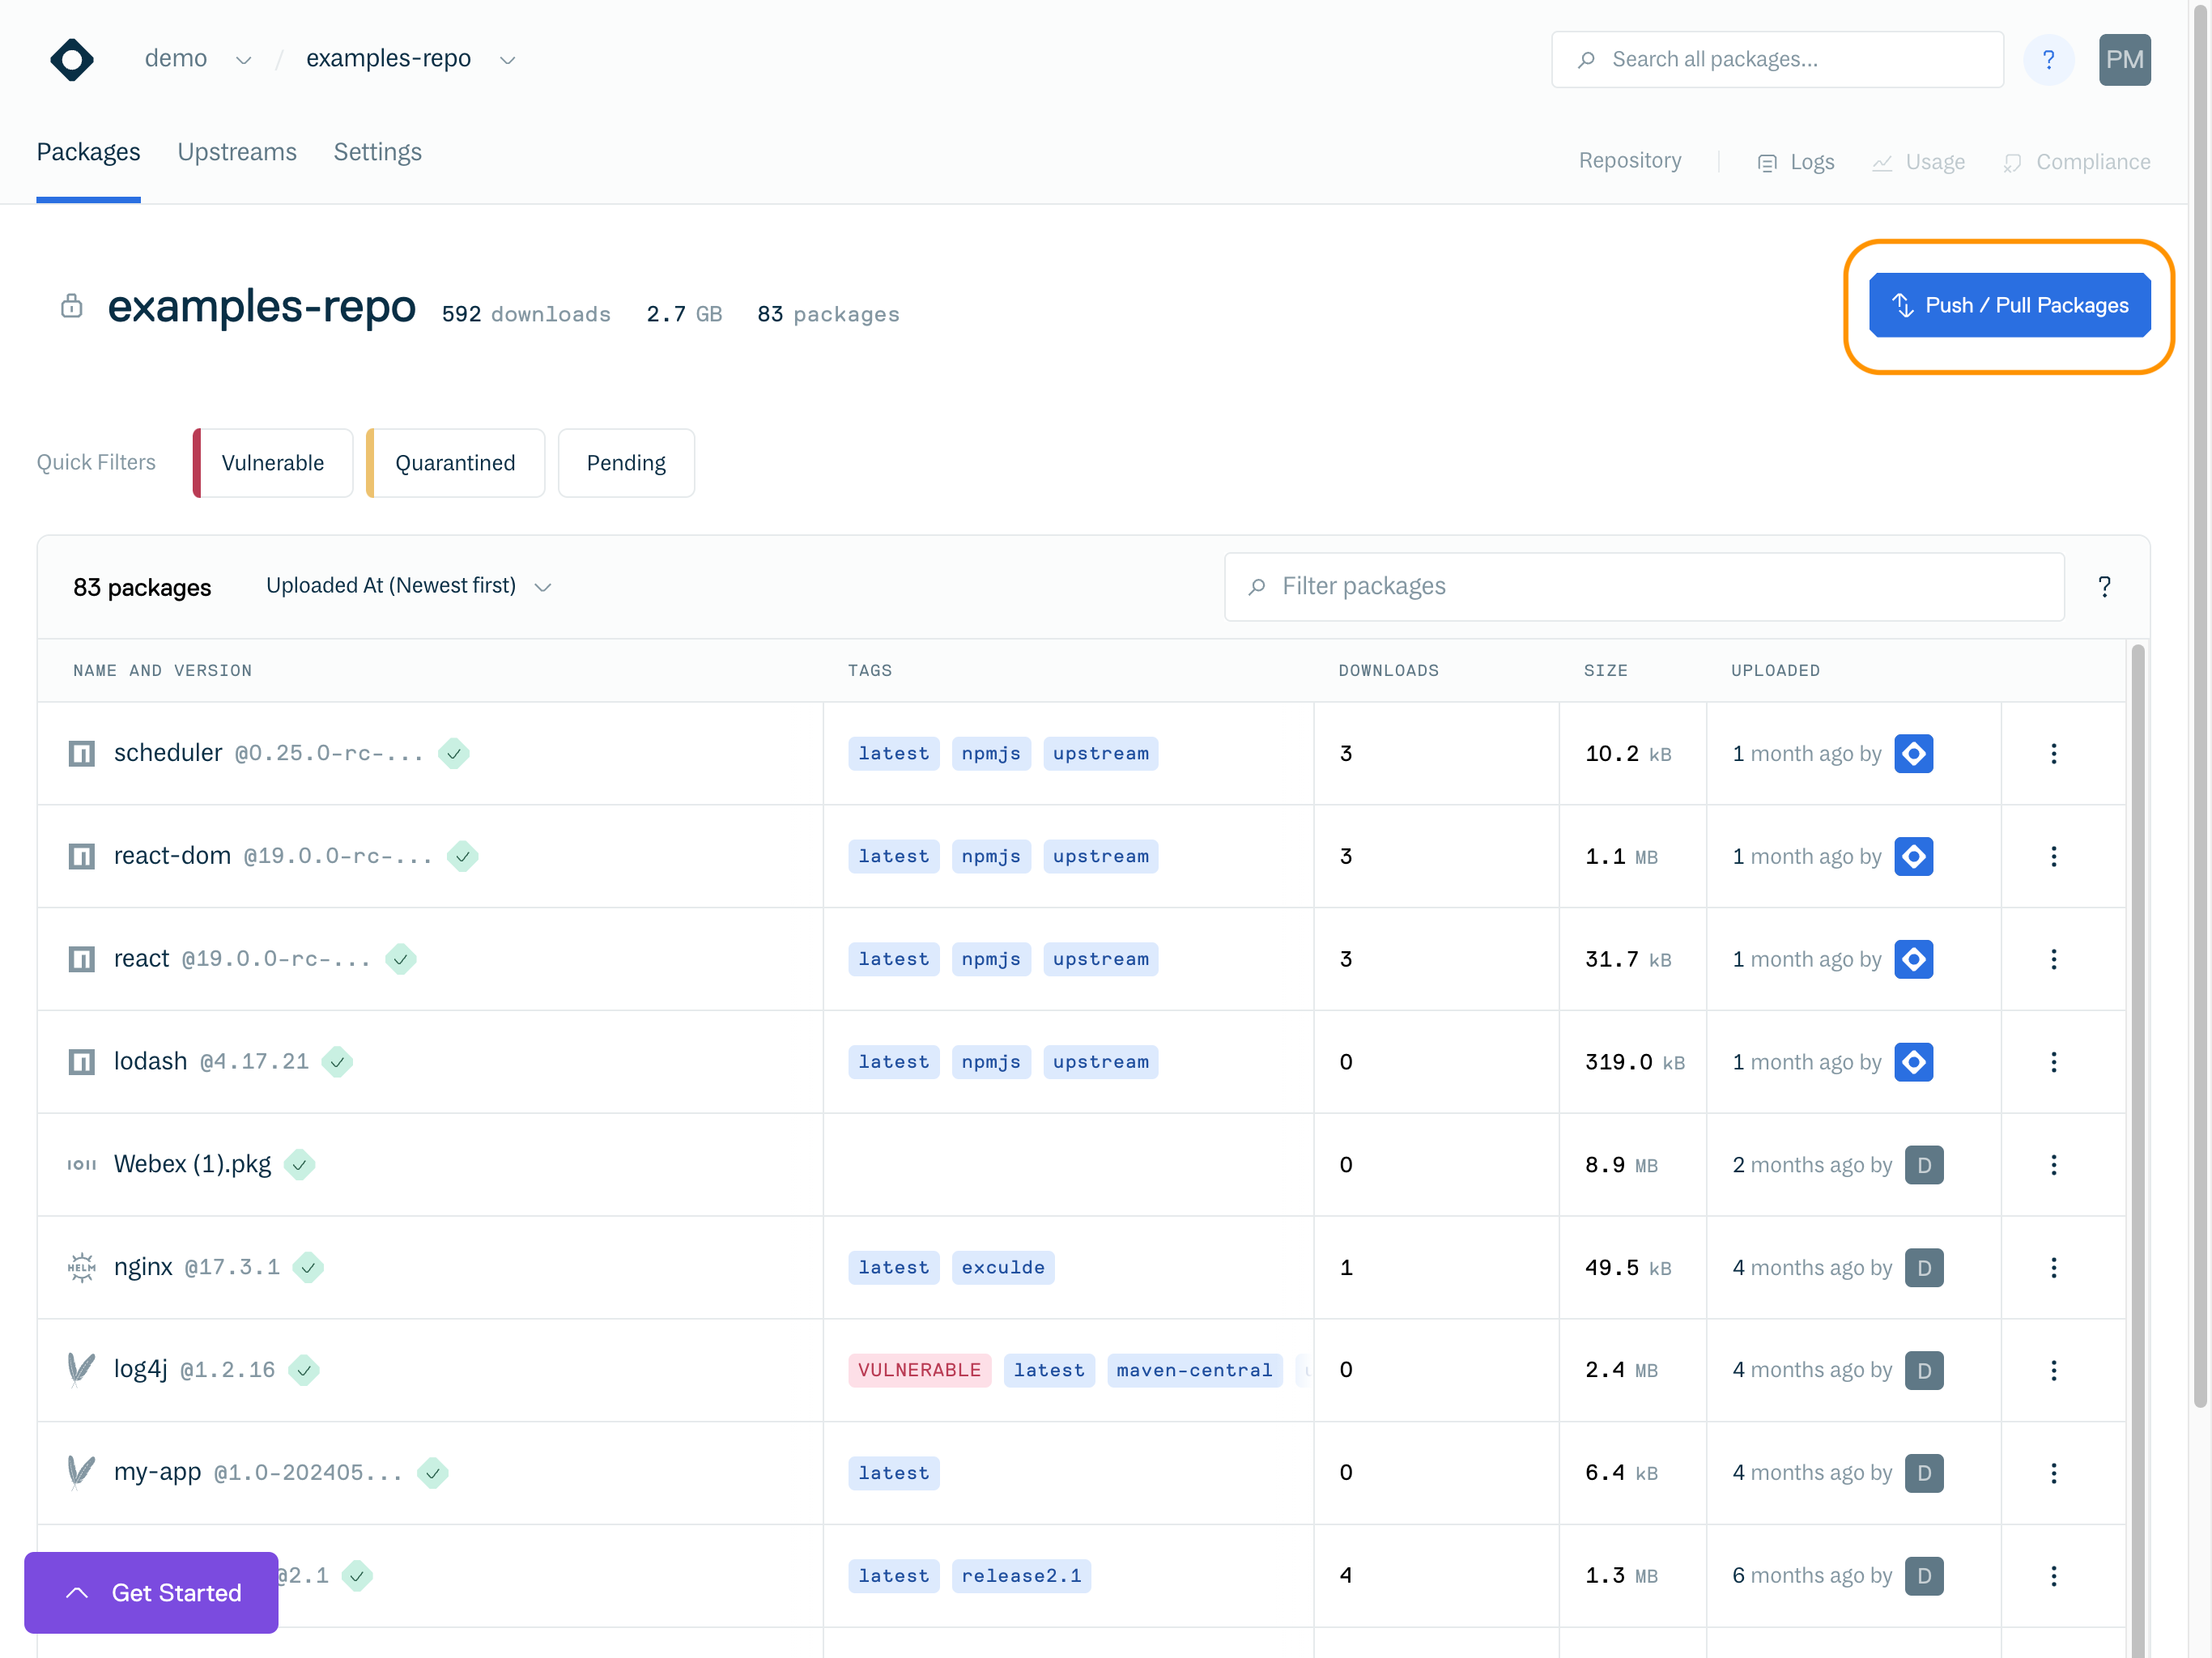 demo / examples-repo
Search all packages...
?
PM
Packages Upstreams Settings
Repository Logs Usage Compliance
examples-repo 592 downloads 2.7 GB 83 packages
Push / Pull Packages
Quick Filters Vulnerable Quarantined Pending
83 packages Uploaded At (Newest first) Filter packages ?
NAME AND VERSION TAGS DOWNLOADS SIZE UPLOADED
scheduler @0.25.0-rc-... latest npmjs upstream 3 10.2 kB 1 month ago by
react-dom @19.0.0-rc-... latest npmjs upstream 3 1.1 MB 1 month ago by
react @19.0.0-rc-... latest npmjs upstream 3 31.7 kB 1 month ago by
lodash @4.17.21 latest npmjs upstream 0 319.0 kB 1 month ago by
Webex (1).pkg 0 8.9 MB 2 months ago by D
HELM nginx @17.3.1 latest exculde 1 49.5 kB 4 months ago by D
log4j @1.2.16 VULNERABLE latest maven-central 0 2.4 MB 4 months ago by D
my-app @1.0-202405... latest 0 6.4 kB 4 months ago by D
@2.1 latest release2.1 4 1.3 MB 6 months ago by D
Get Started